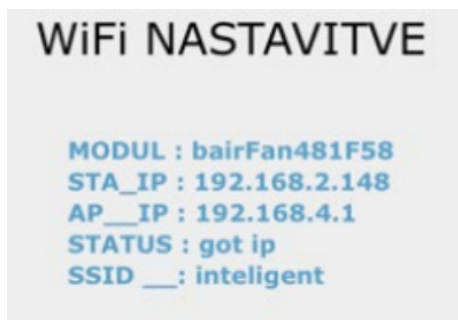 WiFi NASTAVITVE
MODUL : bairFan481F58
STA_IP : 192.168.2.148
AP__IP : 192.168.4.1
STATUS : got ip
SSID __: inteligent